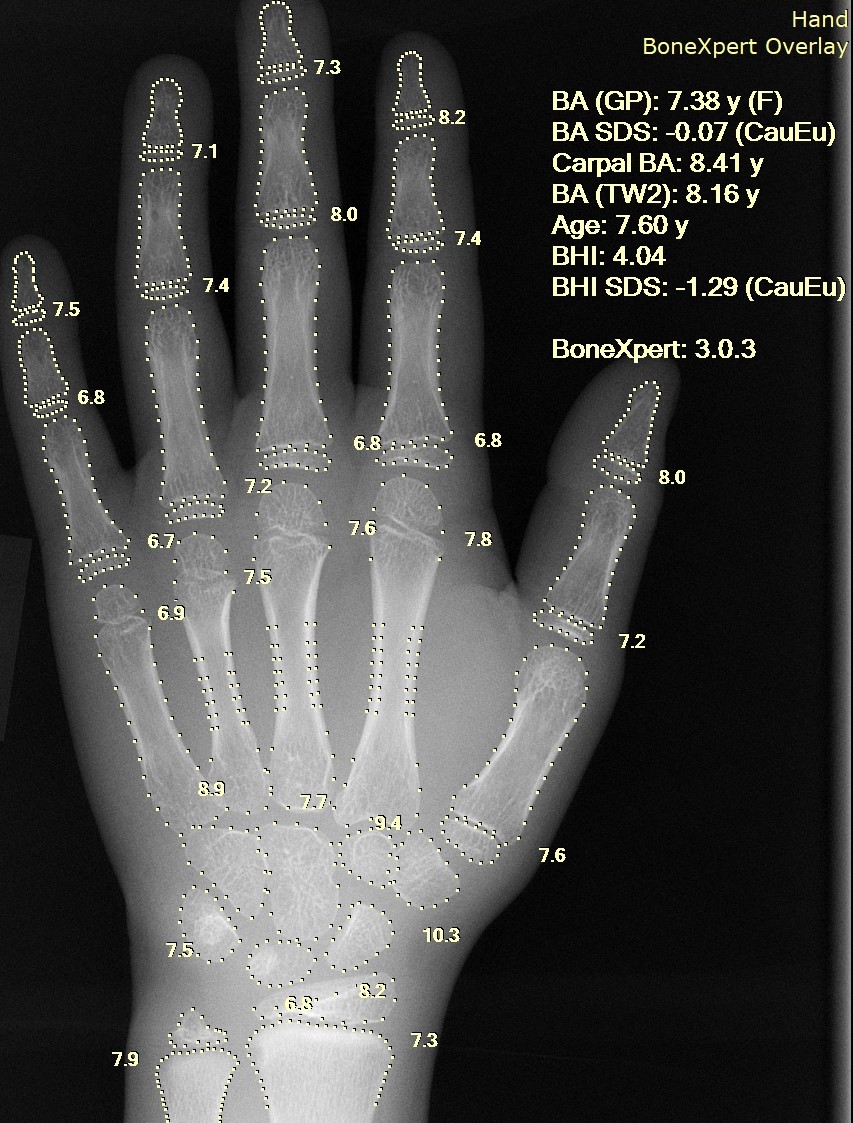 Hand
BoneXpert Overlay
7.3
BA (GP): 7.38 y (F)
8.2
BA SDS: -0.07 (CauEu)
7.1
Carpal BA: 8.41 y
BA (TW2): 8.16 y
8.0
Age: 7.60 y
7.4
BHI: 4.04
7.4
BHI SDS: -1.29 (CauEu)
7.5
BoneXpert: 3.0.3
6.8
6.8
6.8
8.0
7.2
7.6
7.8
6.7
7.5
6.9
7.2
8.9
7.7
9.4
7.6
10.3
7.5
8.2
6.8
7.3
7.9